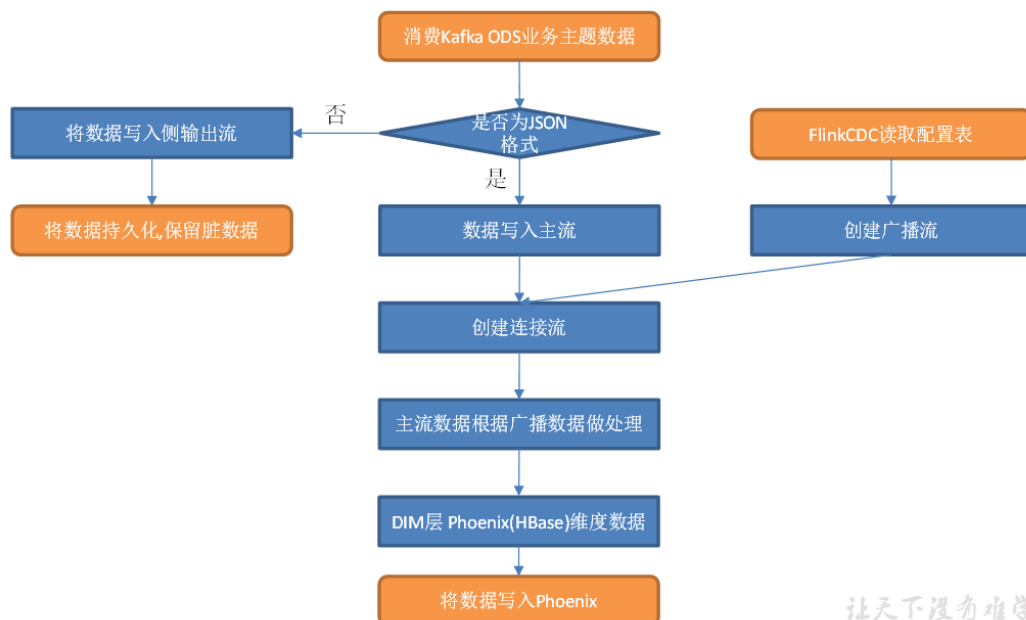 消费Kafka ODS业务主题数据
否
将数据写入侧输出流
是否为JSON
格式
FlinkCDC读取配置表
是
将数据持久化,保留脏数据
数据写入主流
创建广播流
创建连接流
主流数据根据广播数据做处理
DIM层 Phoenix(HBase)维度数据
将数据写入Phoenix
让天下没有难学